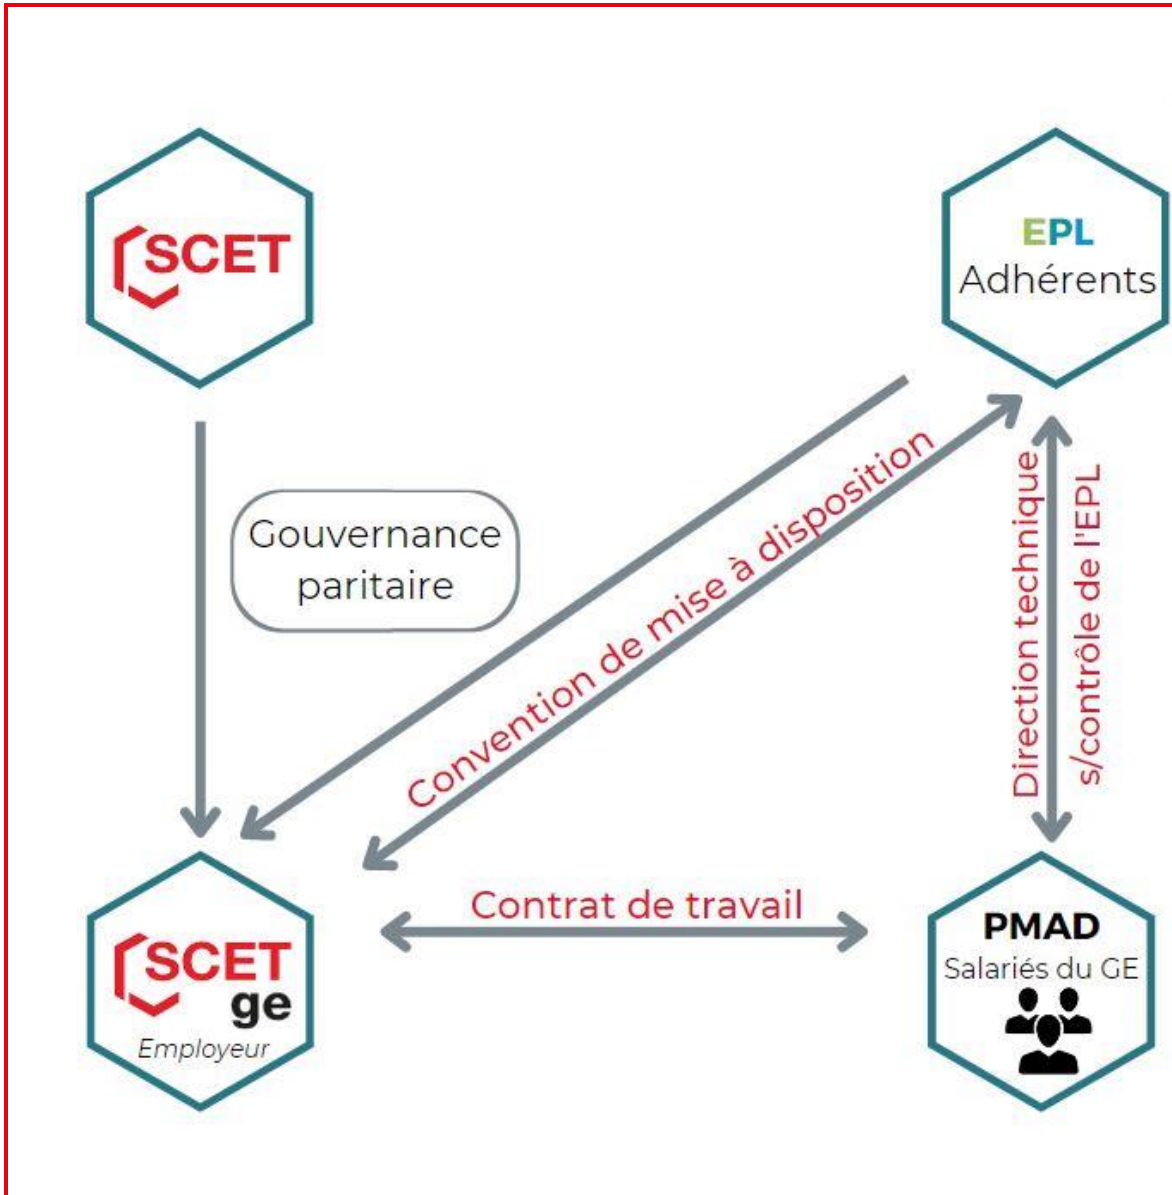 SCET
EPL
Adhérents
Gouvernance
paritaire
Convention de mise à disposition
Direction technique
s/contrôle de l'EPL
Contrat de travail
SCET
ge
Employeur
PMAD
Salariés du GE